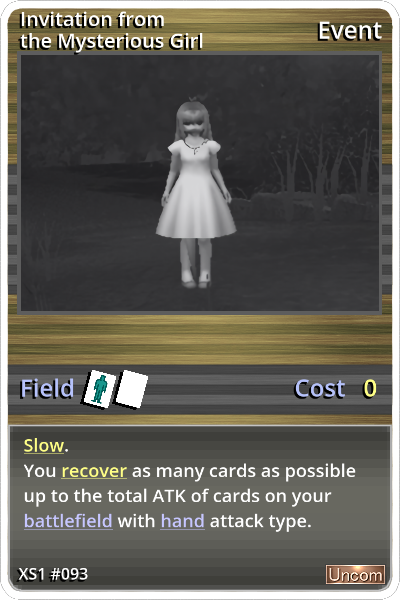 Invitation from
the Mysterious Girl
Event
Field
Cost 0
Slow.
You recover as many cards as possible
up to the total ATK of cards on your
battlefield with hand attack type.
XS1 #093
Uncom